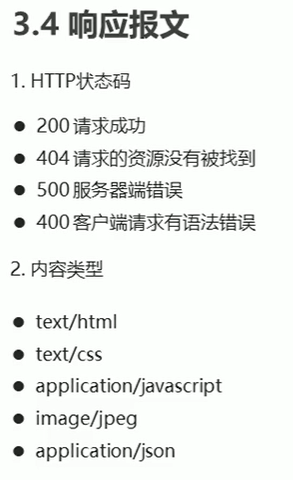 3.4 响应报文
1. HTTP状态码
● 200 请求成功
● 404 请求的资源没有被找到
● 500 服务器端错误
● 400 客户端请求有语法错误
2. 内容类型
● text/html
● text/css
● application/javascript
● image/jpeg
● application/json